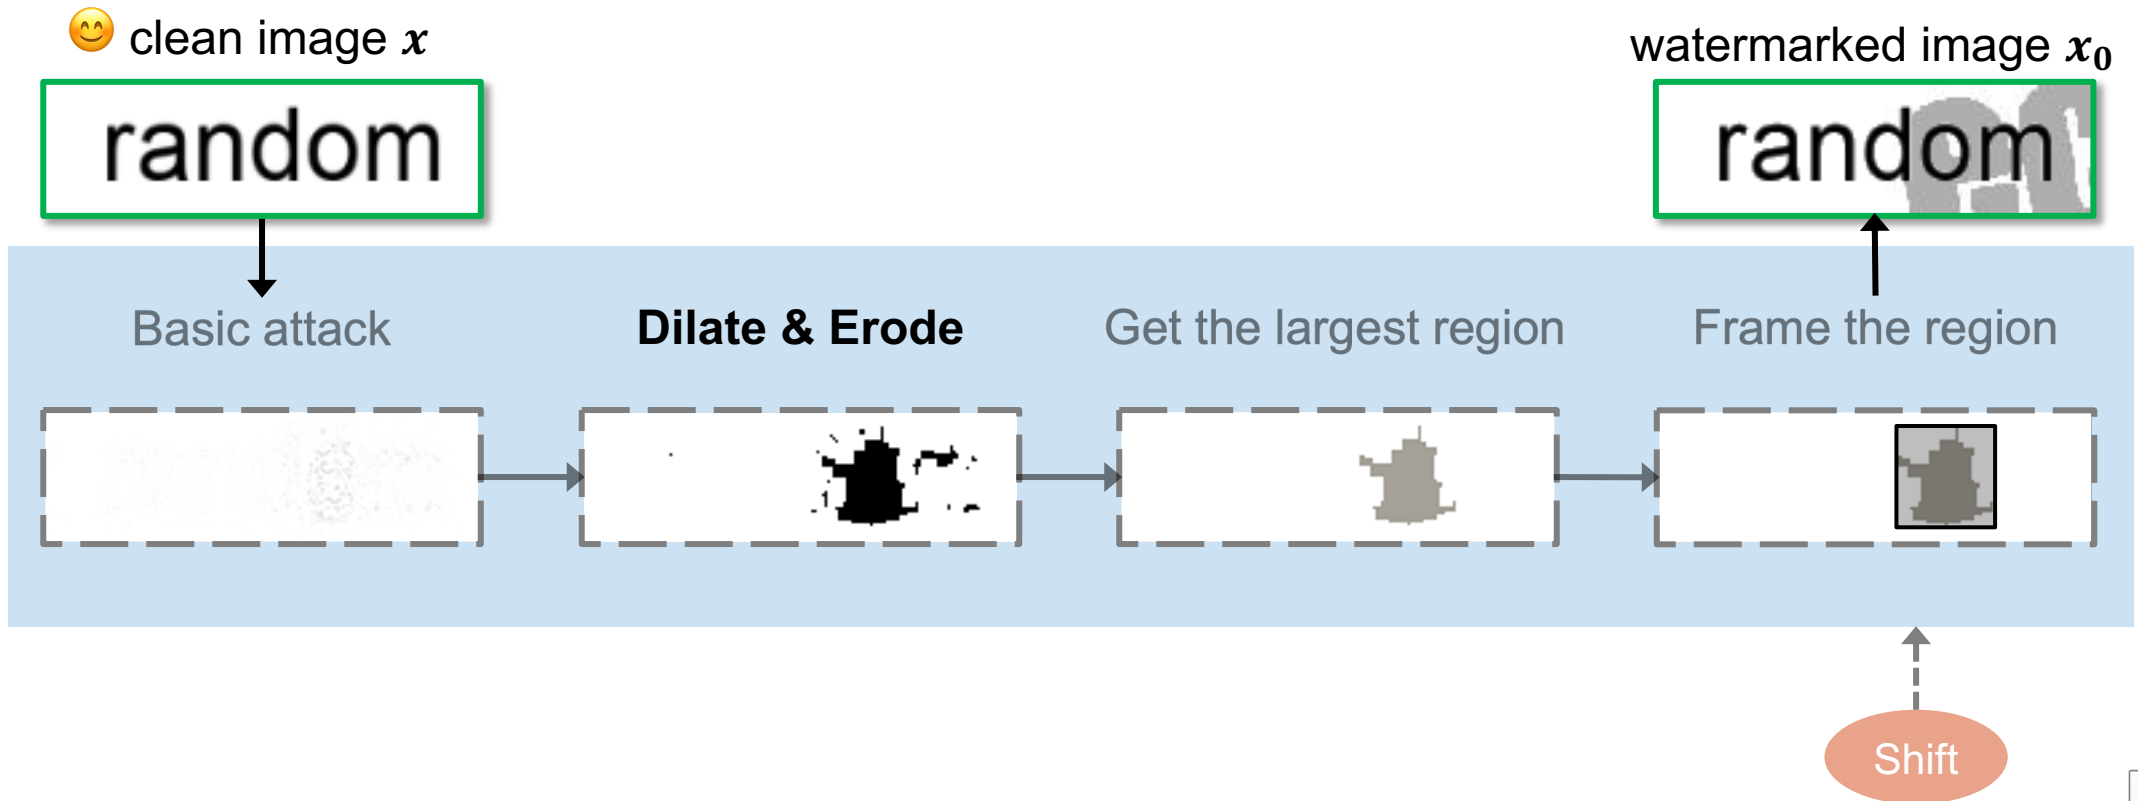 😊 clean image x
watermarked image x₀
random
random
Basic attack
Dilate & Erode
Get the largest region
Frame the region
Shift